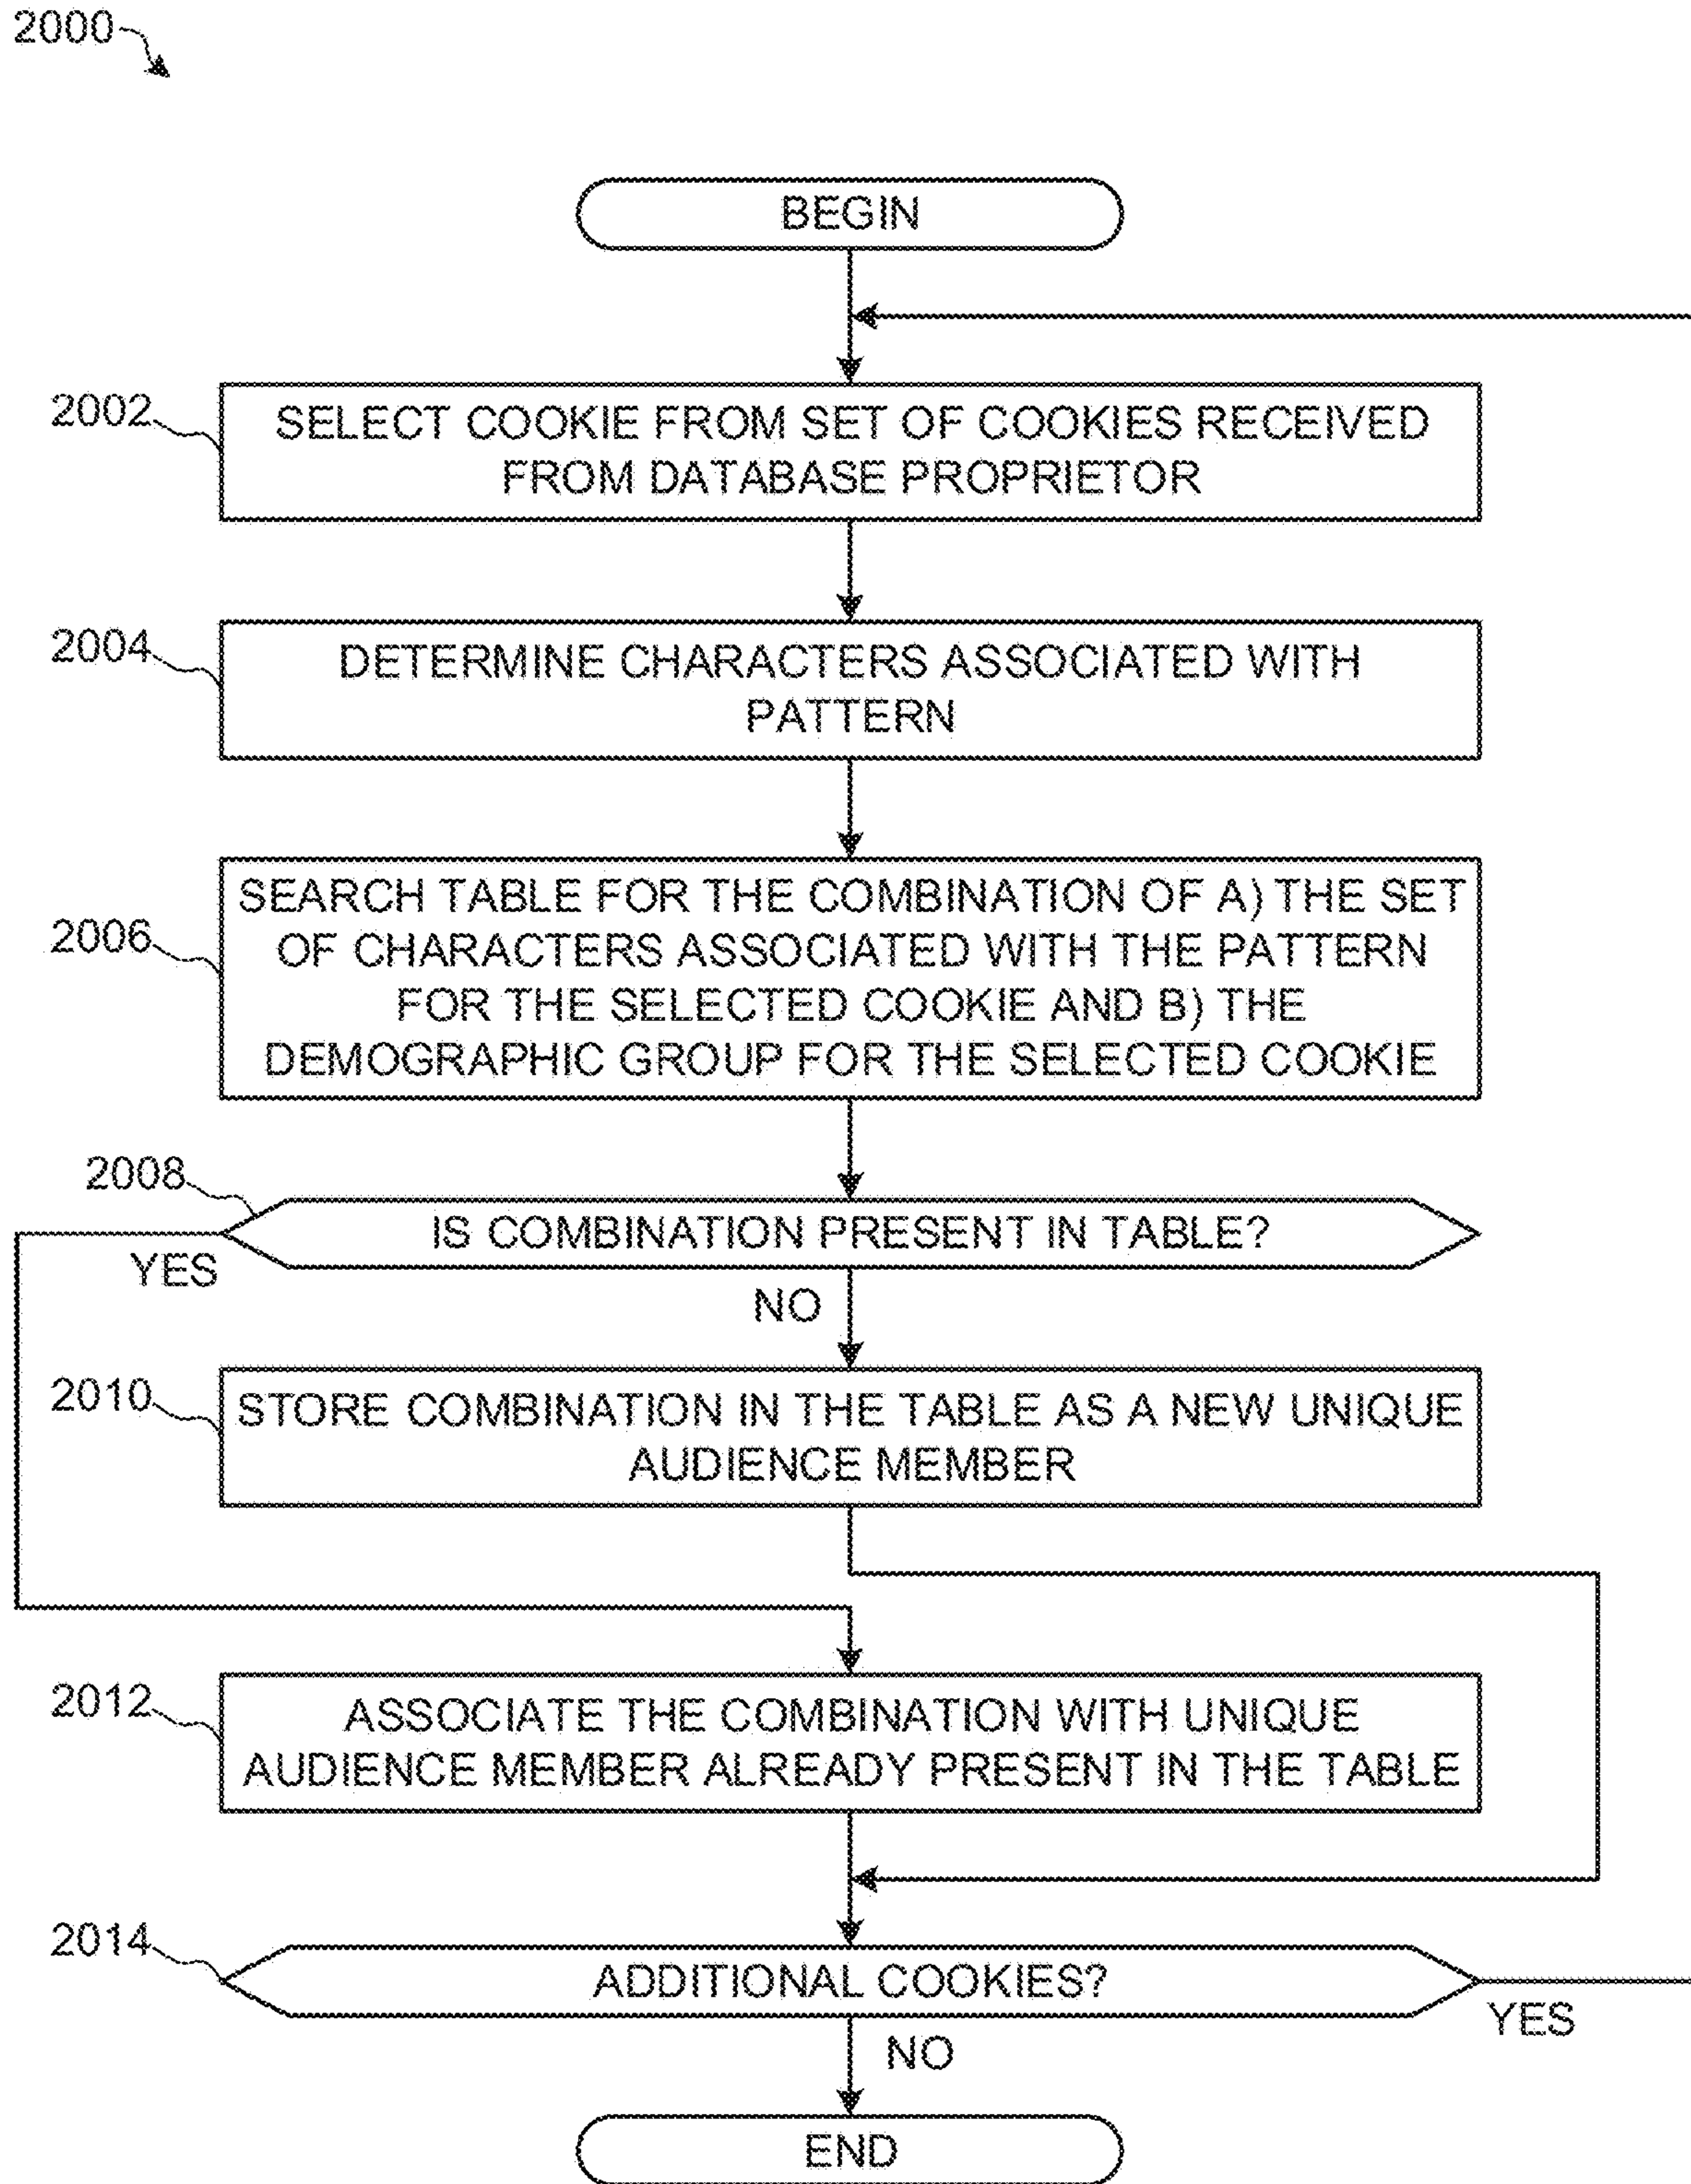 2000
BEGIN
2002
SELECT COOKIE FROM SET OF COOKIES RECEIVED
FROM DATABASE PROPRIETOR
2004
DETERMINE CHARACTERS ASSOCIATED WITH
PATTERN
2006
SEARCH TABLE FOR THE COMBINATION OF A) THE SET
OF CHARACTERS ASSOCIATED WITH THE PATTERN
FOR THE SELECTED COOKIE AND B) THE
DEMOGRAPHIC GROUP FOR THE SELECTED COOKIE
2008
IS COMBINATION PRESENT IN TABLE?
YES
NO
2010
STORE COMBINATION IN THE TABLE AS A NEW UNIQUE
AUDIENCE MEMBER
2012
ASSOCIATE THE COMBINATION WITH UNIQUE
AUDIENCE MEMBER ALREADY PRESENT IN THE TABLE
2014
ADDITIONAL COOKIES?
YES
NO
END